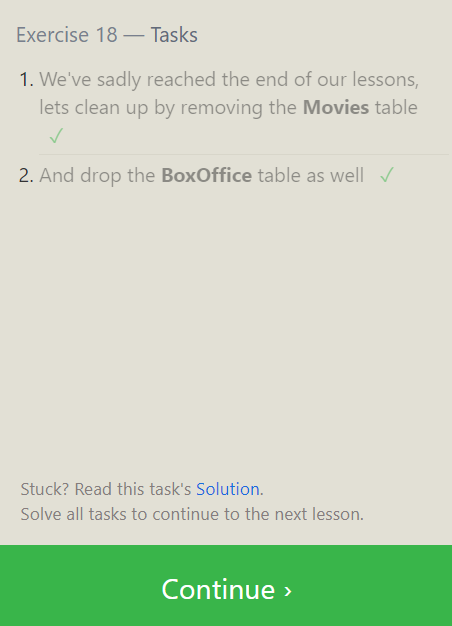 Exercise 18 — Tasks
1. We've sadly reached the end of our lessons,
lets clean up by removing the Movies table
✓
2. And drop the BoxOffice table as well ✓
Stuck? Read this task's Solution.
Solve all tasks to continue to the next lesson.
Continue ›